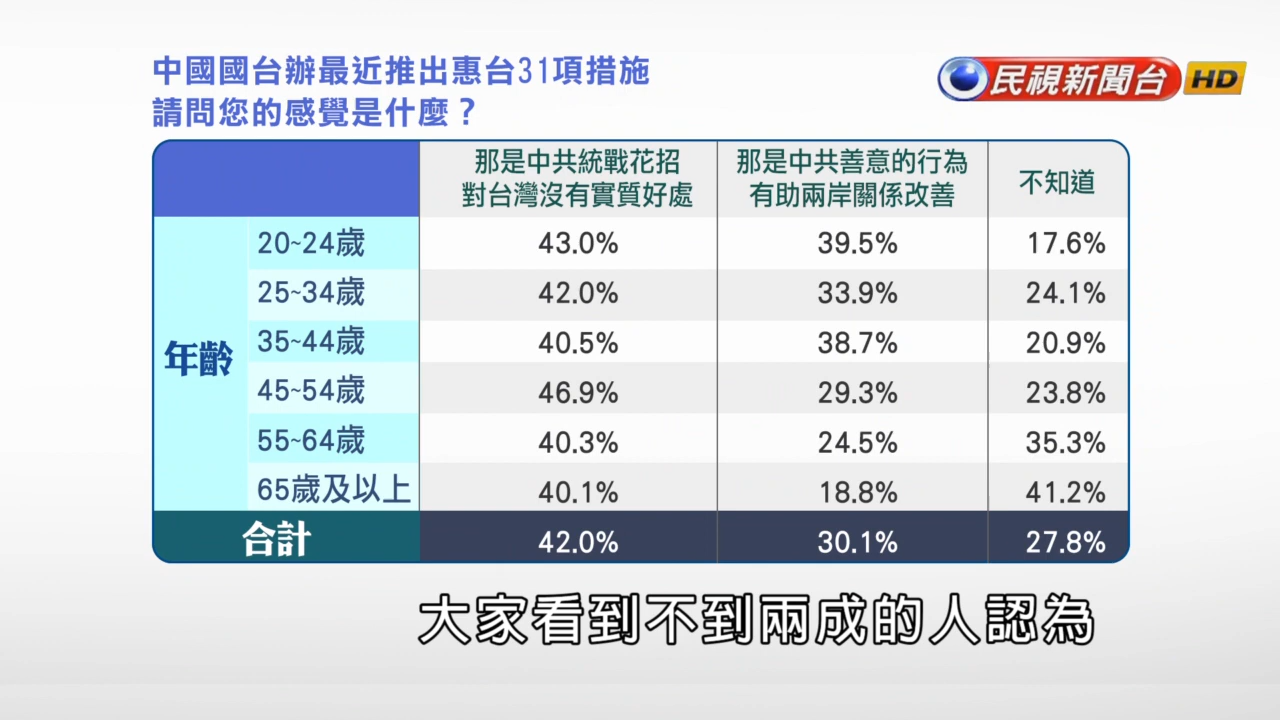 中國國台辦最近推出惠台31項措施
請問您的感覺是什麼？
民視新聞台 HD
那是中共統戰花招
對台灣沒有實質好處
那是中共善意的行為
有助兩岸關係改善
不知道
年齡
20~24歲 43.0% 39.5% 17.6%
25~34歲 42.0% 33.9% 24.1%
35~44歲 40.5% 38.7% 20.9%
45~54歲 46.9% 29.3% 23.8%
55~64歲 40.3% 24.5% 35.3%
65歲及以上 40.1% 18.8% 41.2%
合計 42.0% 30.1% 27.8%
大家看到不到兩成的人認為